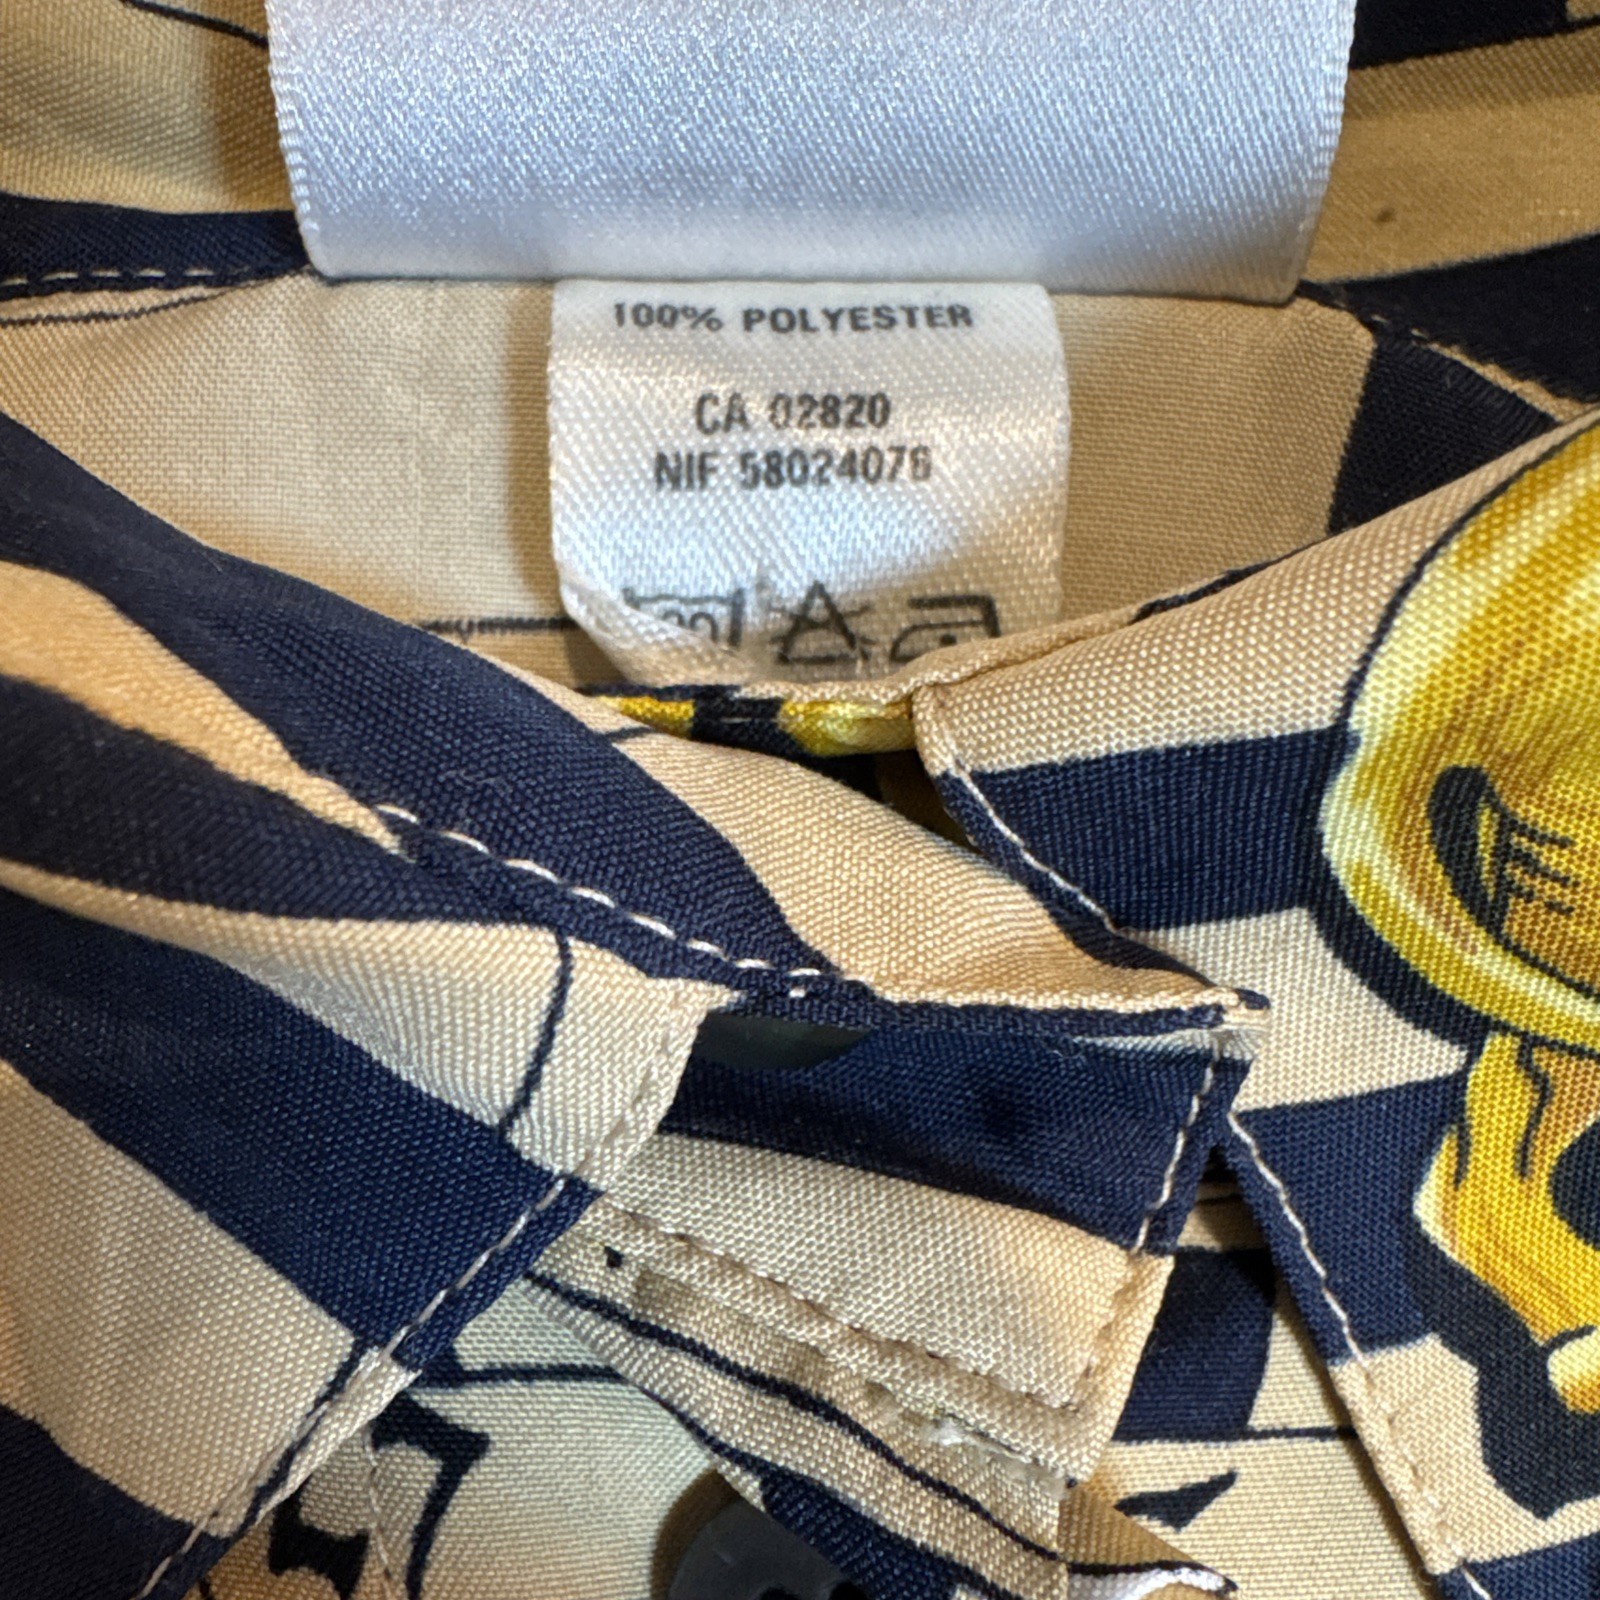 100% POLYESTER
CA 02820
NIF 58024076